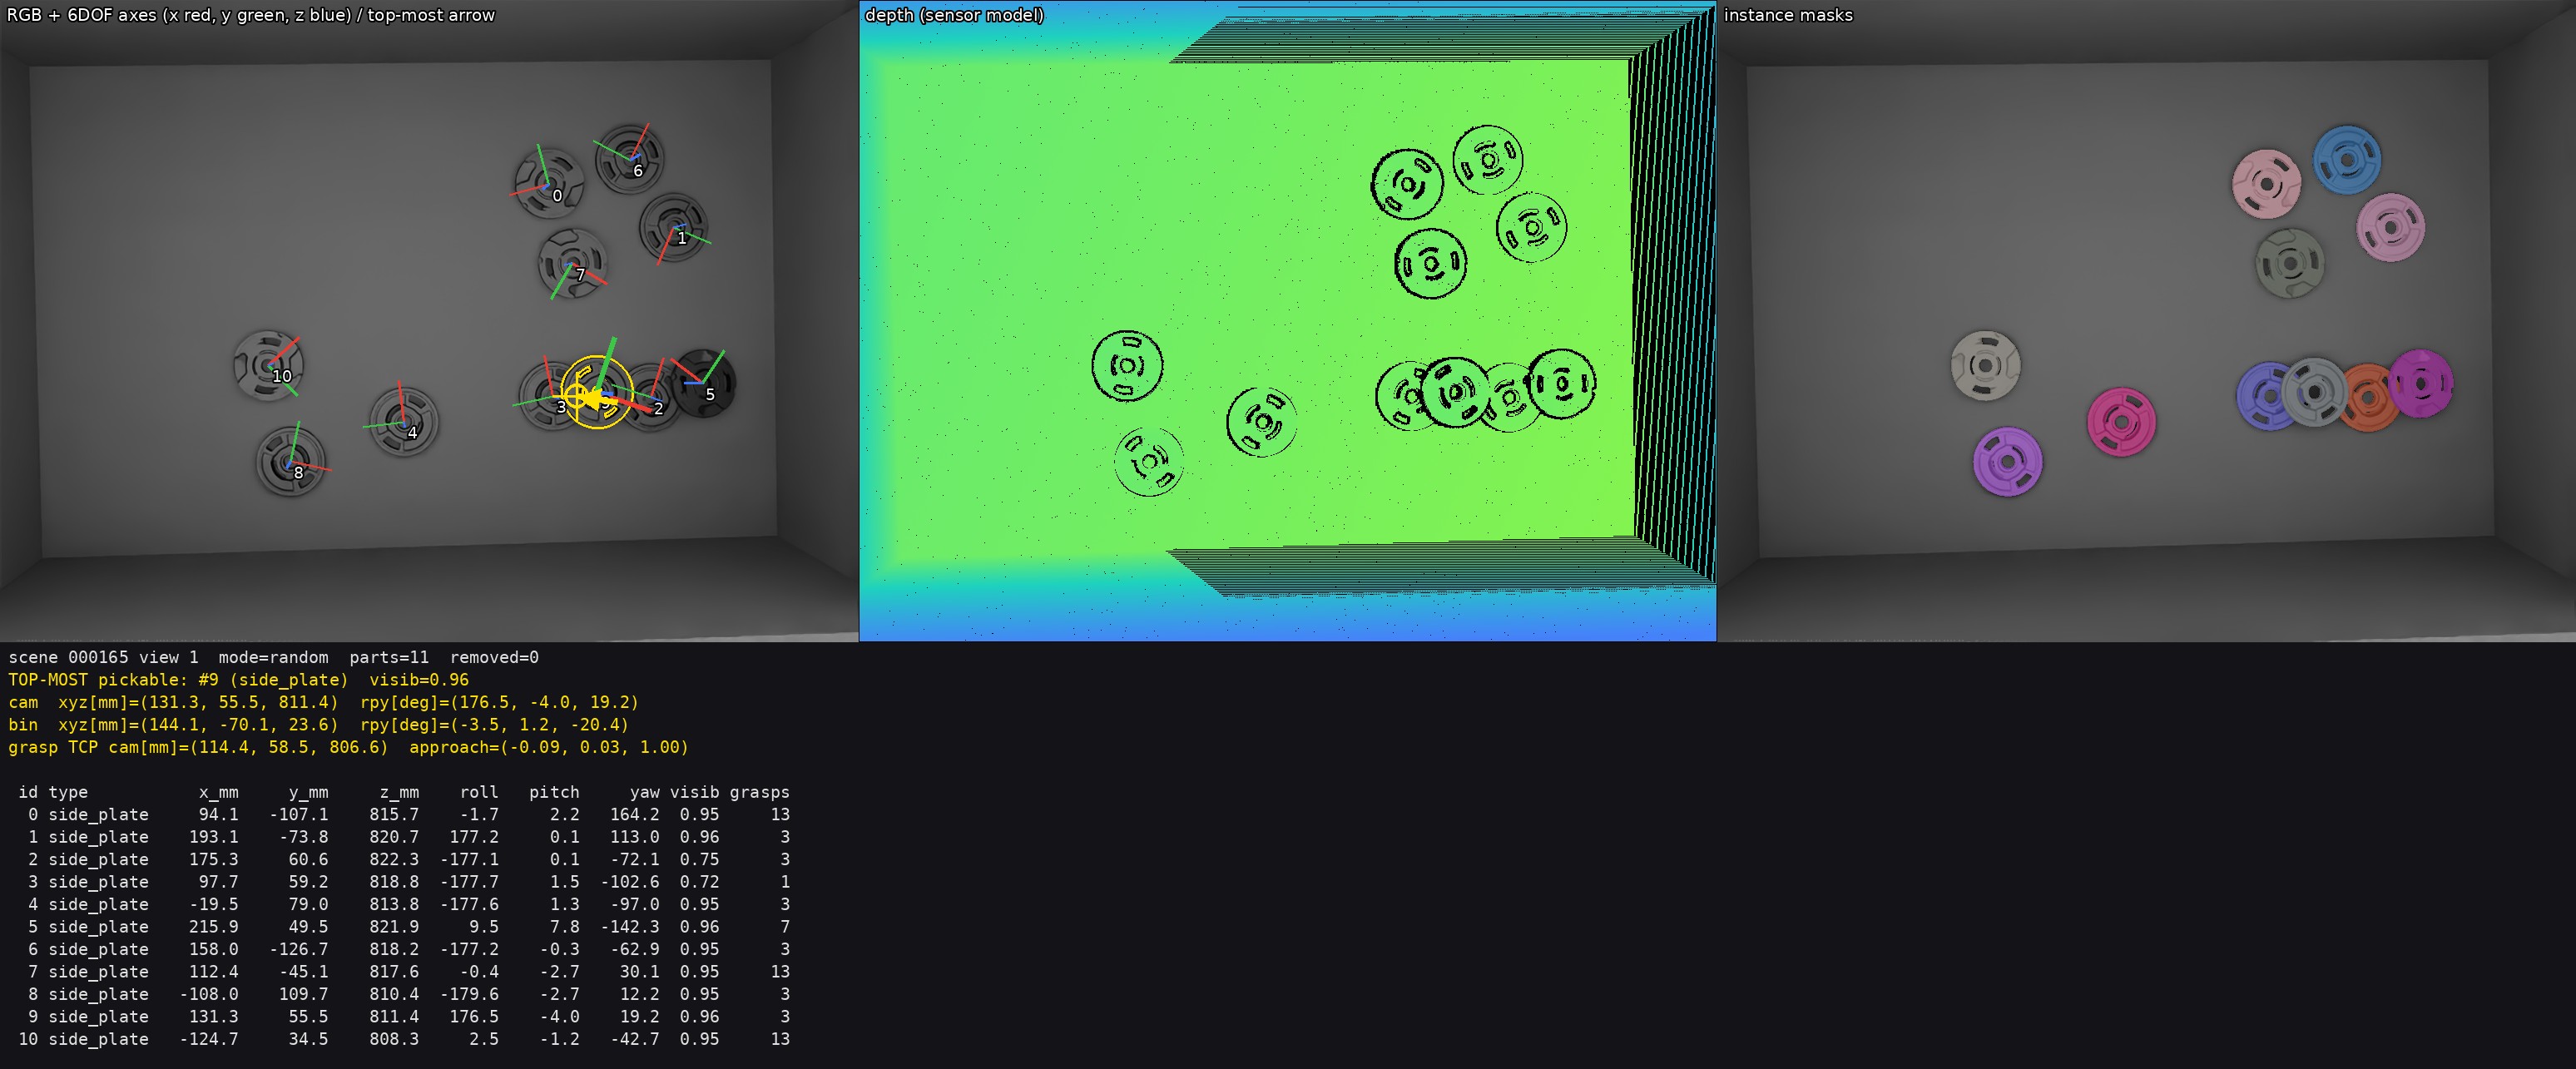 RGB + 6DOF axes (x red, y green, z blue) / top-most arrow
depth (sensor model)
instance masks
6
0
1
7
10
3
9
2
5
4
8
scene 000165 view 1  mode=random  parts=11  removed=0
TOP-MOST pickable: #9 (side_plate)  visib=0.96
cam  xyz[mm]=(131.3, 55.5, 811.4)  rpy[deg]=(176.5, -4.0, 19.2)
bin  xyz[mm]=(144.1, -70.1, 23.6)  rpy[deg]=(-3.5, 1.2, -20.4)
grasp TCP cam[mm]=(114.4, 58.5, 806.6)  approach=(-0.09, 0.03, 1.00)
id type x_mm y_mm z_mm roll pitch yaw visib grasps
0 side_plate 94.1 -107.1 815.7 -1.7 2.2 164.2 0.95 13
1 side_plate 193.1 -73.8 820.7 177.2 0.1 113.0 0.96 3
2 side_plate 175.3 60.6 822.3 -177.1 0.1 -72.1 0.75 3
3 side_plate 97.7 59.2 818.8 -177.7 1.5 -102.6 0.72 1
4 side_plate -19.5 79.0 813.8 -177.6 1.3 -97.0 0.95 3
5 side_plate 215.9 49.5 821.9 9.5 7.8 -142.3 0.96 7
6 side_plate 158.0 -126.7 818.2 -177.2 -0.3 -62.9 0.95 3
7 side_plate 112.4 -45.1 817.6 -0.4 -2.7 30.1 0.95 13
8 side_plate -108.0 109.7 810.4 -179.6 -2.7 12.2 0.95 3
9 side_plate 131.3 55.5 811.4 176.5 -4.0 19.2 0.96 3
10 side_plate -124.7 34.5 808.3 2.5 -1.2 -42.7 0.95 13